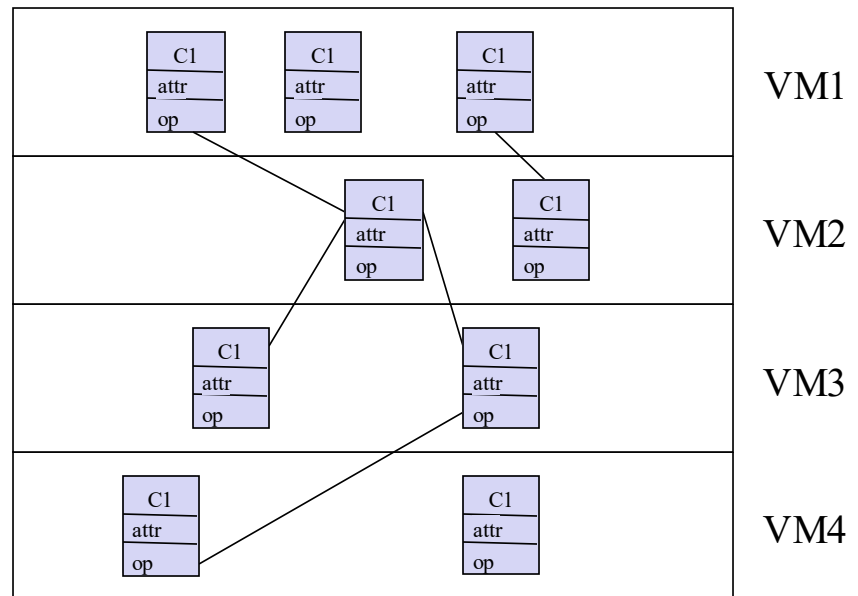 C1 C1 C1
attr attr attr
op op op
VM1
C1 C1
attr attr
op op
VM2
C1 C1
attr attr
op op
VM3
C1 C1
attr attr
op op
VM4